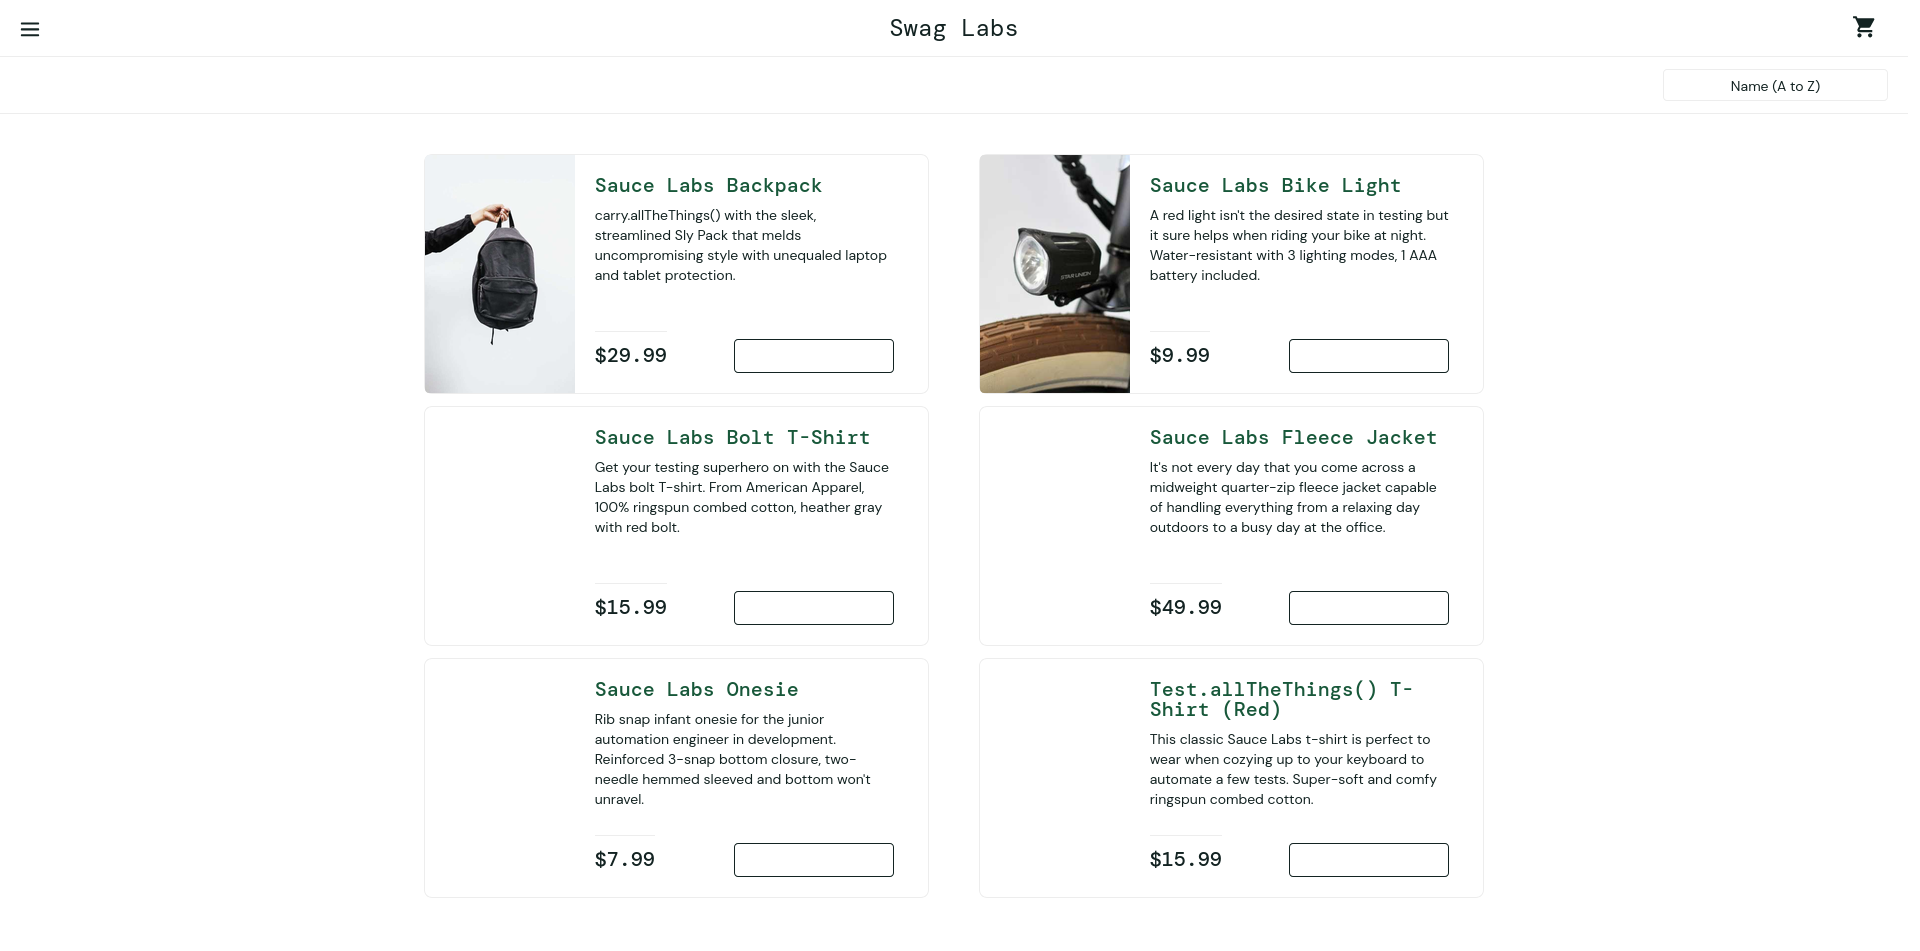 Swag Labs
Name (A to Z)
Sauce Labs Backpack
carry.allTheThings() with the sleek,
streamlined Sly Pack that melds
uncompromising style with unequaled laptop
and tablet protection.
$29.99
Sauce Labs Bike Light
A red light isn't the desired state in testing but
it sure helps when riding your bike at night.
Water-resistant with 3 lighting modes, 1 AAA
battery included.
$9.99
STAR UNION
Sauce Labs Bolt T-Shirt
Get your testing superhero on with the Sauce
Labs bolt T-shirt. From American Apparel,
100% ringspun combed cotton, heather gray
with red bolt.
$15.99
Sauce Labs Fleece Jacket
It's not every day that you come across a
midweight quarter-zip fleece jacket capable
of handling everything from a relaxing day
outdoors to a busy day at the office.
$49.99
Sauce Labs Onesie
Rib snap infant onesie for the junior
automation engineer in development.
Reinforced 3-snap bottom closure, two-
needle hemmed sleeved and bottom won't
unravel.
$7.99
Test.allTheThings() T-
Shirt (Red)
This classic Sauce Labs t-shirt is perfect to
wear when cozying up to your keyboard to
automate a few tests. Super-soft and comfy
ringspun combed cotton.
$15.99